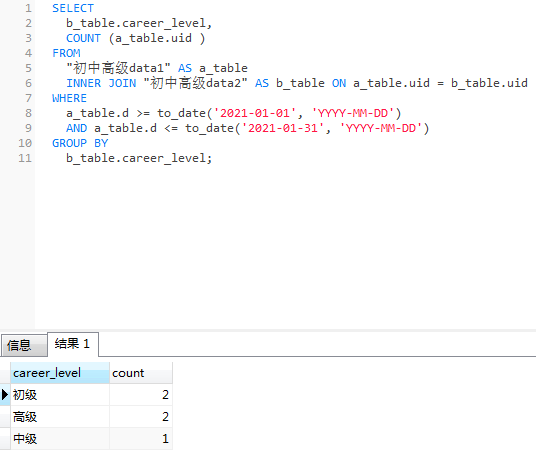 1 SELECT
2 b_table.career_level,
3 COUNT (a_table.uid )
4 FROM
5 "初中高级data1" AS a_table
6 INNER JOIN "初中高级data2" AS b_table ON a_table.uid = b_table.uid
7 WHERE
8 a_table.d >= to_date('2021-01-01', 'YYYY-MM-DD')
9 AND a_table.d <= to_date('2021-01-31', 'YYYY-MM-DD')
10 GROUP BY
11 b_table.career_level;
信息 结果 1
career_level count
初级 2
高级 2
中级 1